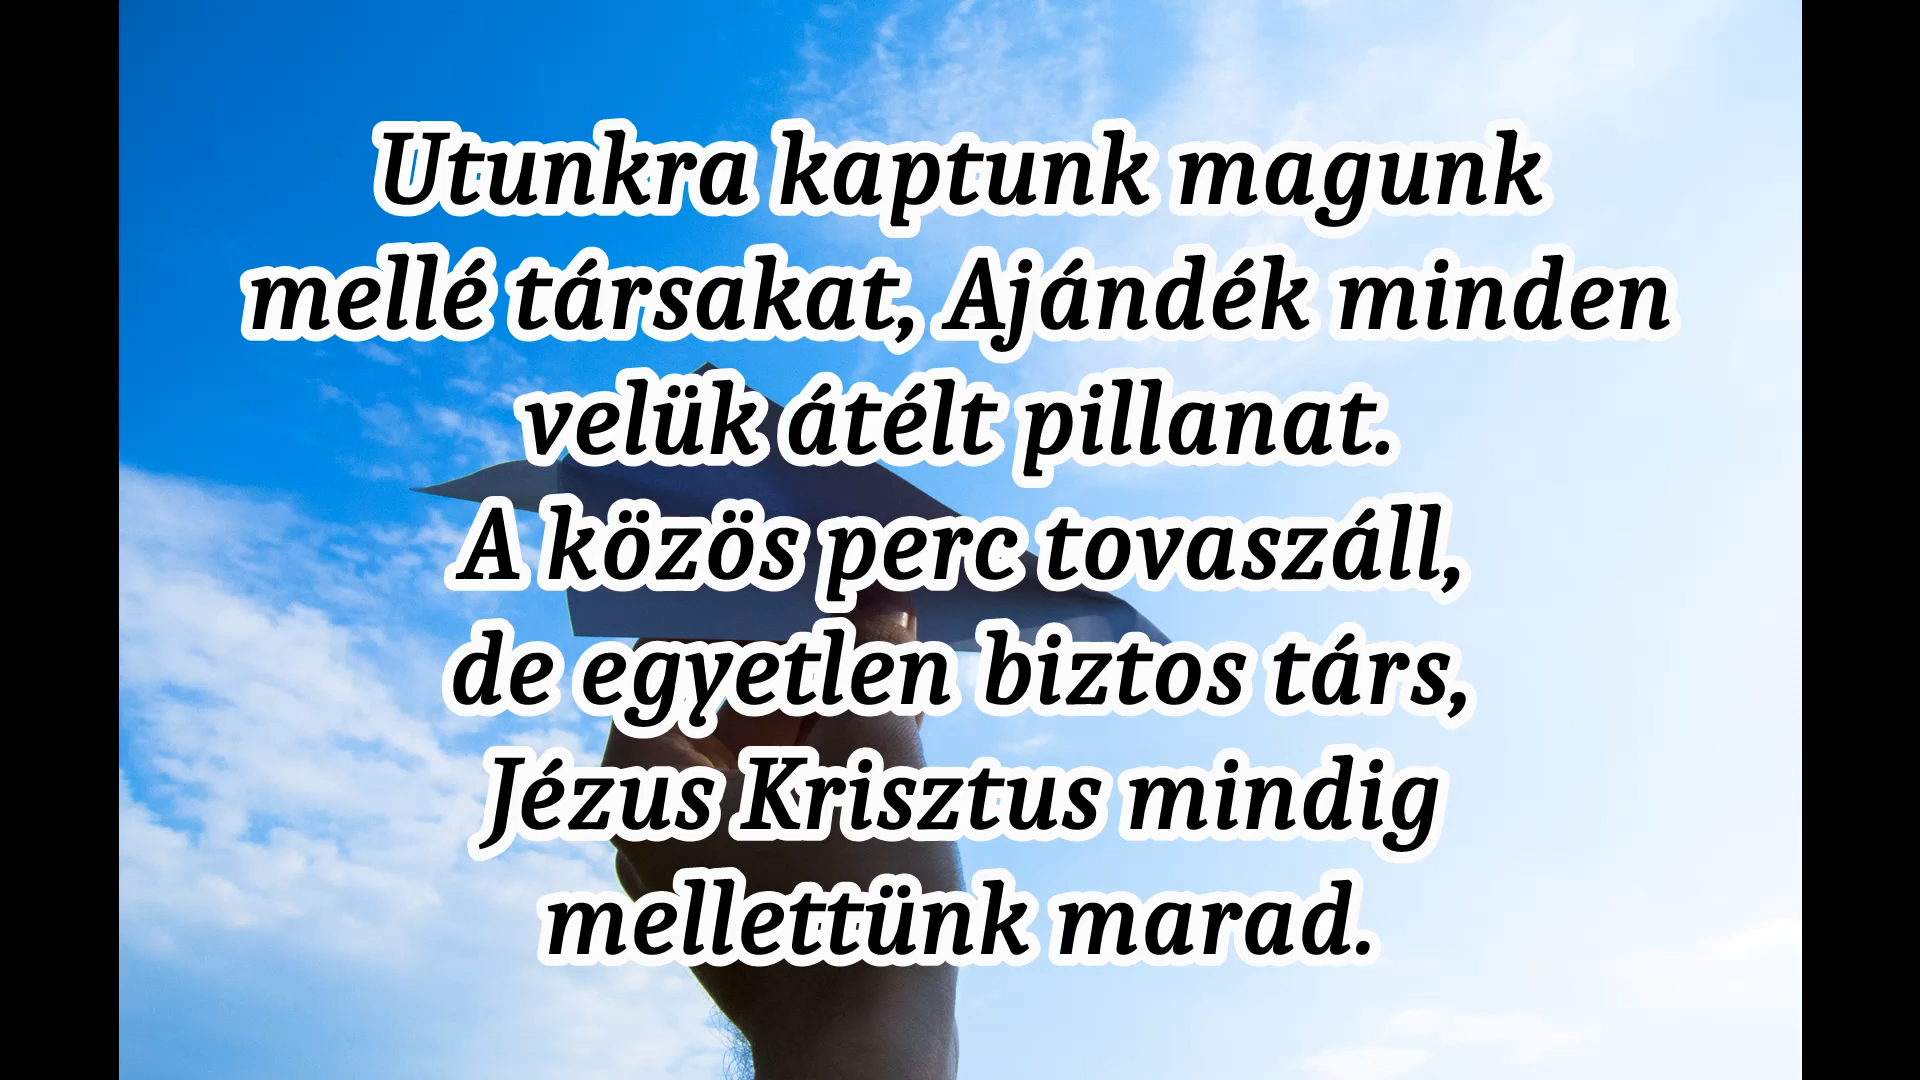 Utunkra kaptunk magunk
mellé társakat, Ajándék minden
velük átélt pillanat.
A közös perc tovaszáll,
de egyetlen biztos társ,
Jézus Krisztus mindig
mellettünk marad.